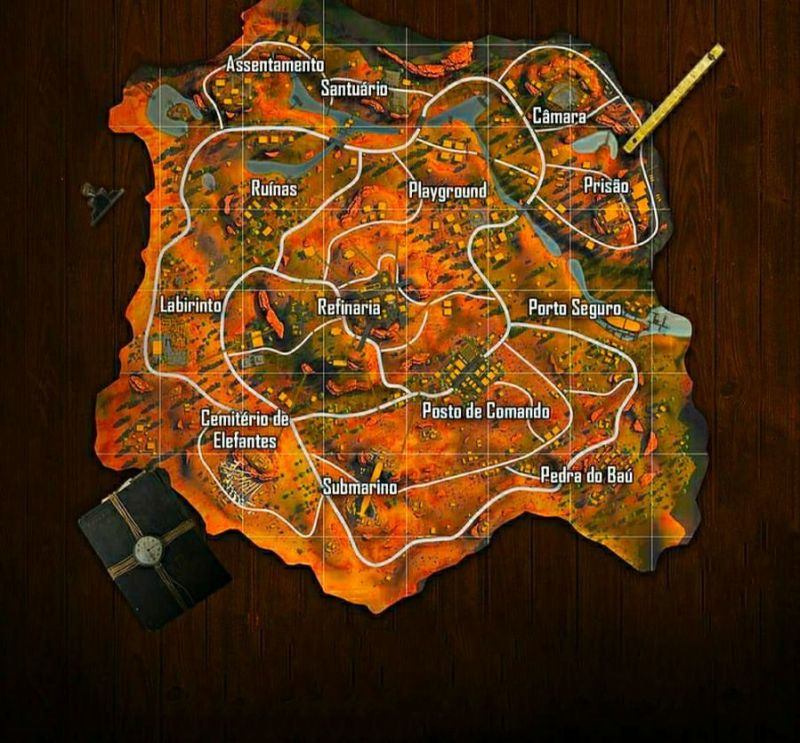 Assentamento
Santuário
Câmara
Ruínas
Playground
Prisão
Labirinto
Refinaria
Porto Seguro
Cemitério de
Elefantes
Posto de Comando
Submarino
Pedra do Baú